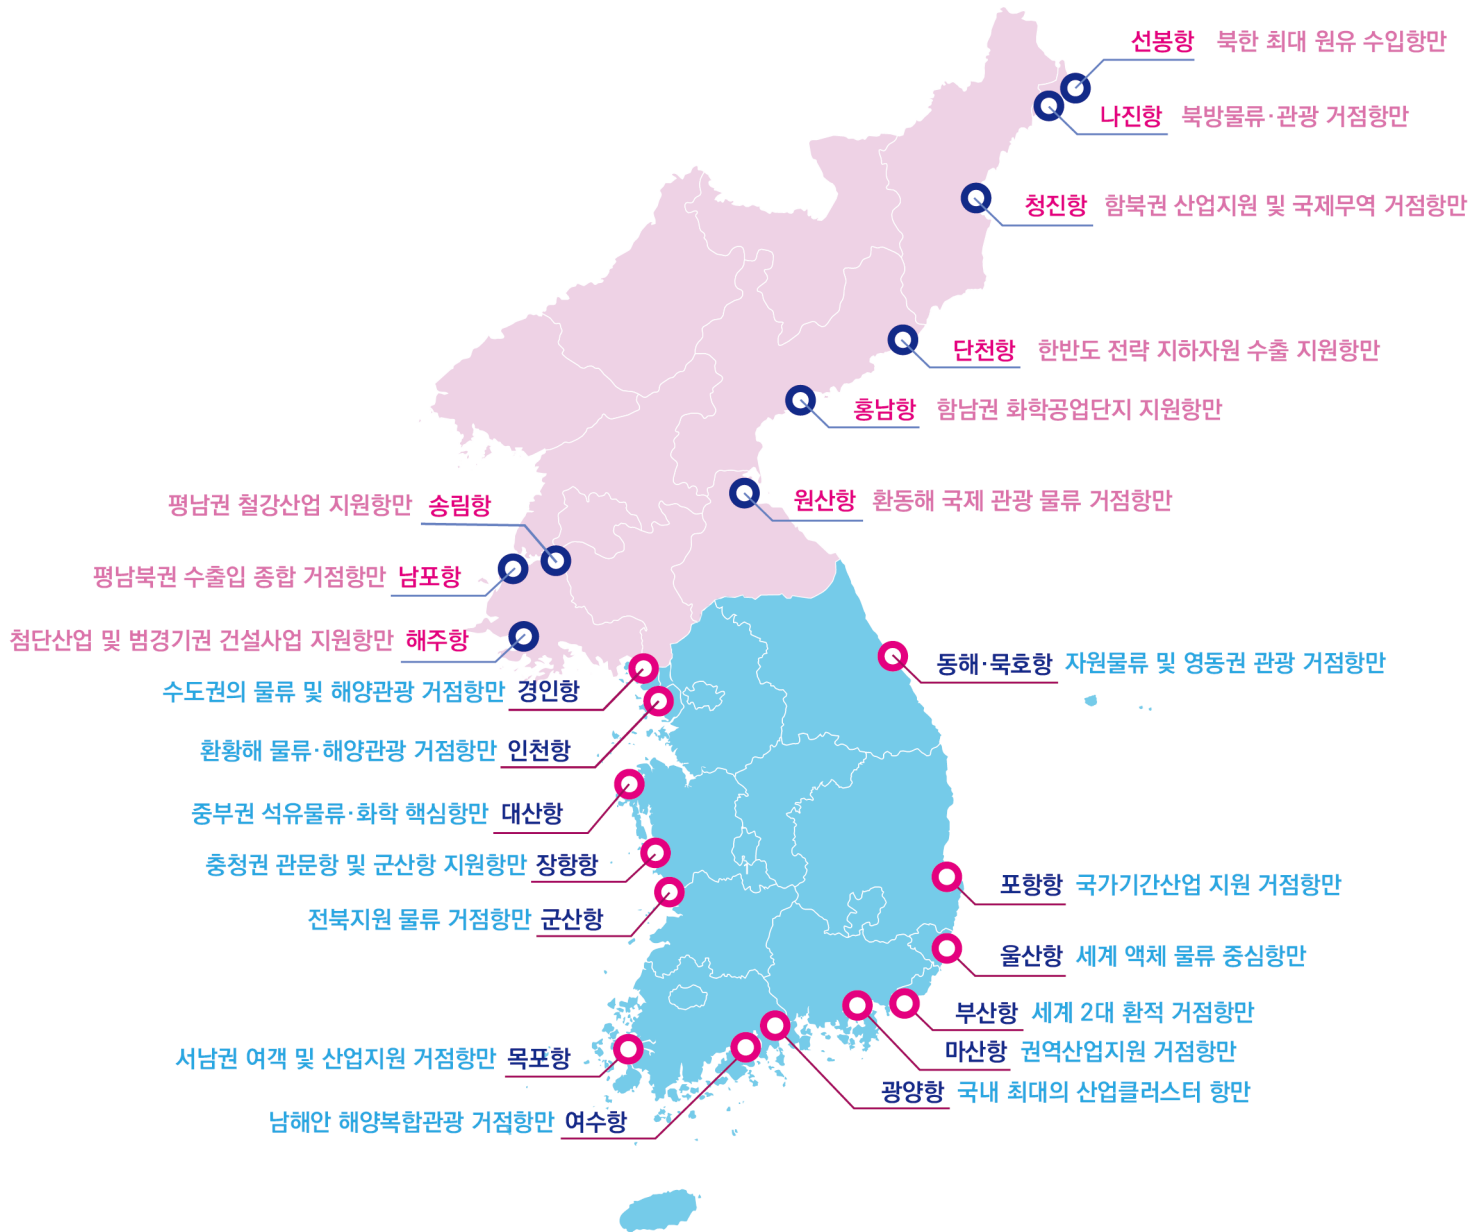 선봉항 북한 최대 원유 수입항만
나진항 북방물류·관광 거점항만
청진항 함북권 산업지원 및 국제무역 거점항만
단천항 한반도 전략 지하자원 수출 지원항만
홍남항 함남권 화학공업단지 지원항만
원산항 환동해 국제 관광 물류 거점항만
평남권 철강산업 지원항만 송림항
평남북권 수출입 종합 거점항만 남포항
첨단산업 및 범경기권 건설사업 지원항만 해주항
동해·묵호항 자원물류 및 영동권 관광 거점항만
수도권의 물류 및 해양관광 거점항만 경인항
환황해 물류·해양관광 거점항만 인천항
중부권 석유물류·화학 핵심항만 대산항
충청권 관문항 및 군산항 지원항만 장항항
포항항 국가기간산업 지원 거점항만
전북지원 물류 거점항만 군산항
울산항 세계 액체 물류 중심항만
부산항 세계 2대 환적 거점항만
마산항 권역산업지원 거점항만
서남권 여객 및 산업지원 거점항만 목포항
광양항 국내 최대의 산업클러스터 항만
남해안 해양복합관광 거점항만 여수항